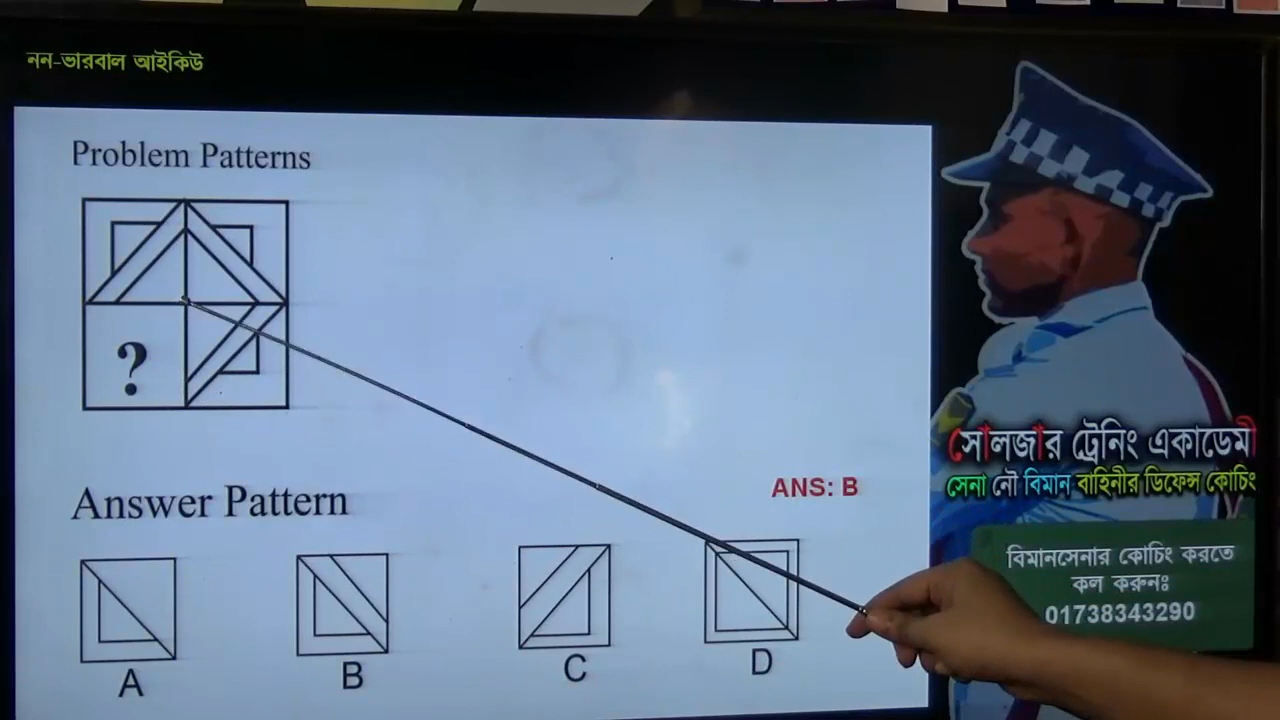 নন-ভারবাল আইকিউ
Problem Patterns
?
Answer Pattern
ANS: B
A
B
C
D
সোলজার ট্রেনিং একাডেমী
সেনা নৌ বিমান বাহিনীর ডিফেন্স কোচিং
বিমানসেনার কোচিং করতে
কল করুনঃ
01738343290